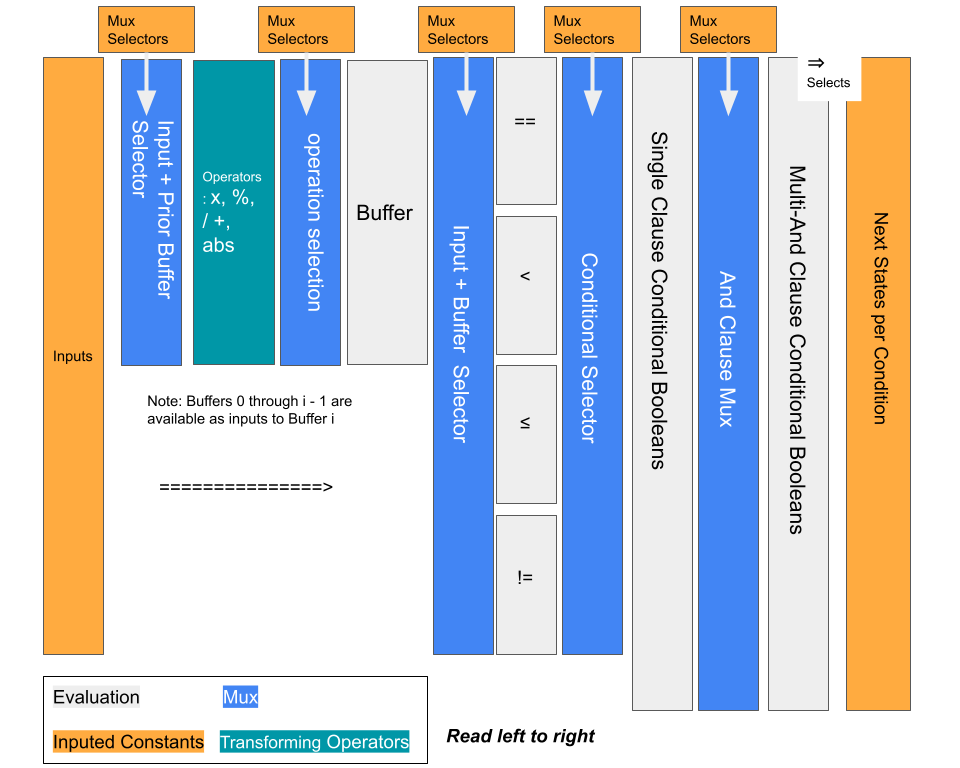 Mux
Selectors
Mux
Selectors
Mux
Selectors
Mux
Selectors
Mux
Selectors
Inputs
Input + Prior Buffer
Selector
Operators
: x, %,
/ +,
abs
operation selection
Buffer
Input + Buffer Selector
==
<
≤
!=
Conditional Selector
Single Clause Conditional Booleans
And Clause Mux
Multi-And Clause Conditional Booleans
⇒
Selects
Next States per Condition
Note: Buffers 0 through i - 1 are
available as inputs to Buffer i
===============>
Evaluation
Mux
Inputed Constants
Transforming Operators
Read left to right